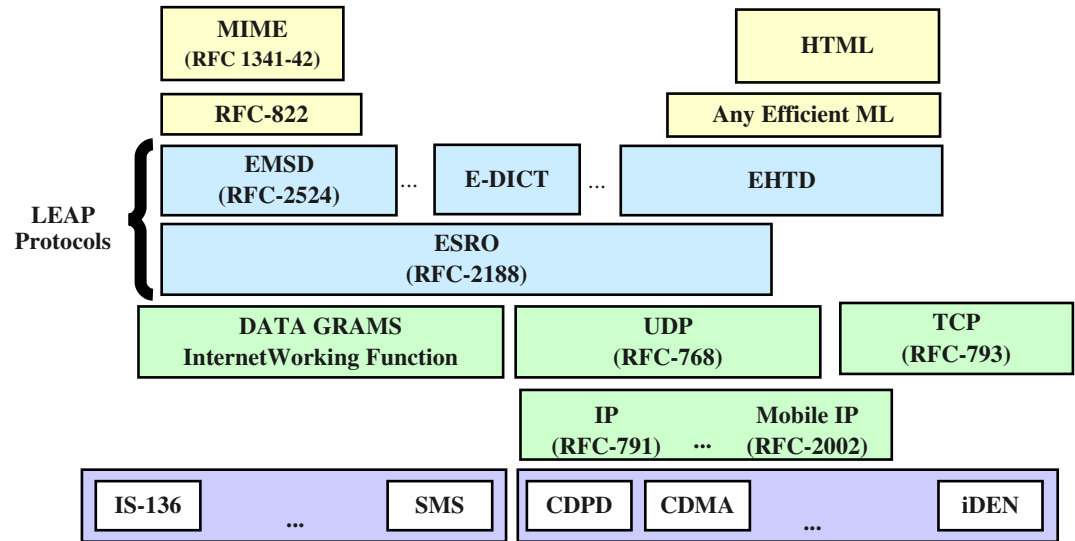 MIME
(RFC 1341-42)
HTML
RFC-822
Any Efficient ML
LEAP
Protocols
EMSD
(RFC-2524)
...
E-DICT
...
EHTD
ESRO
(RFC-2188)
DATA GRAMS
InternetWorking Function
UDP
(RFC-768)
TCP
(RFC-793)
IP
(RFC-791)
...
Mobile IP
(RFC-2002)
IS-136
...
SMS
CDPD
CDMA
...
iDEN